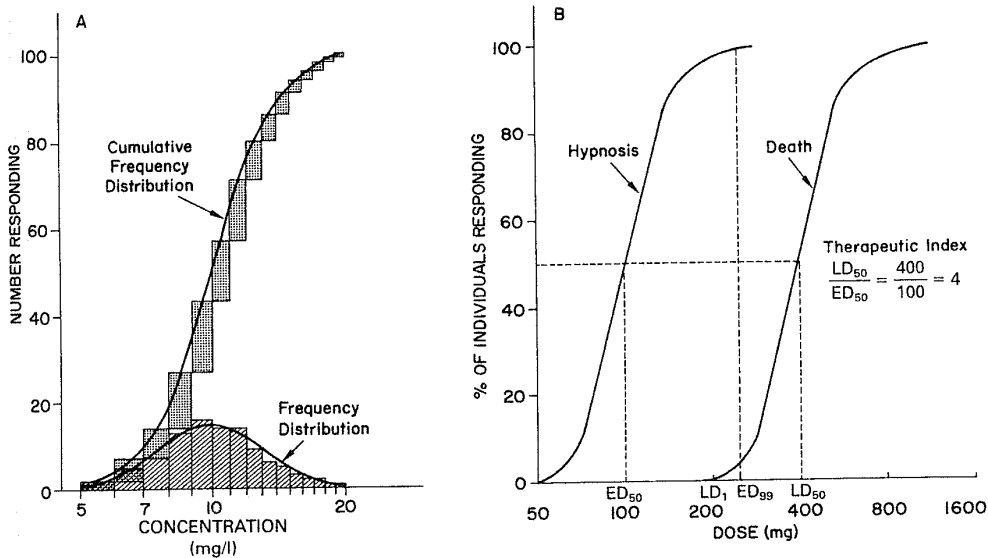 A
NUMBER RESPONDING
100
80
60
40
20
0
Cumulative
Frequency
Distribution
Frequency
Distribution
5
7
10
20
CONCENTRATION
(mg/l)
B
% OF INDIVIDUALS RESPONDING
100
80
60
40
20
0
Hypnosis
Death
Therapeutic Index
LD50 / ED50 = 400 / 100 = 4
ED50
LD1
ED99
LD50
50
100
200
400
800
1600
DOSE (mg)